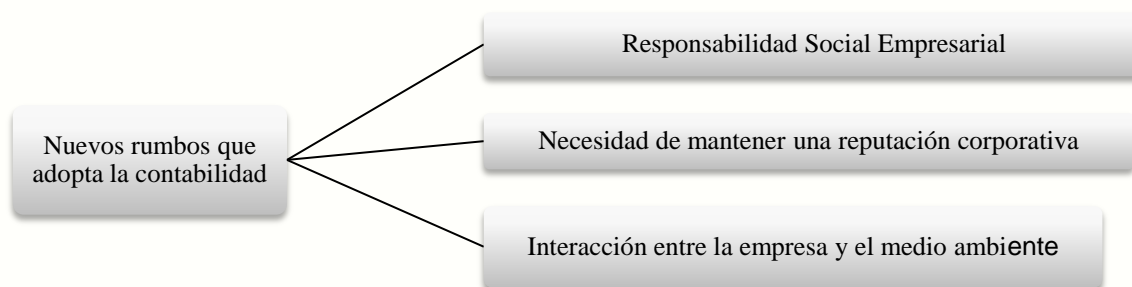 Responsabilidad Social Empresarial
Nuevos rumbos que
adopta la contabilidad
Necesidad de mantener una reputación corporativa
Interacción entre la empresa y el medio ambiente